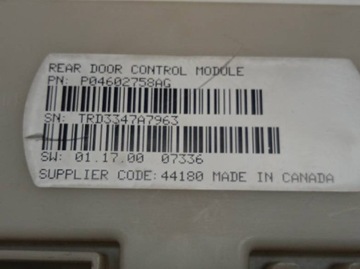 REAR DOOR CONTROL MODULE
PN: P04602758AG
SN: TRD3347A7963
SW: 01.17.00 07336
SUPPLIER CODE: 44180 MADE IN CANADA